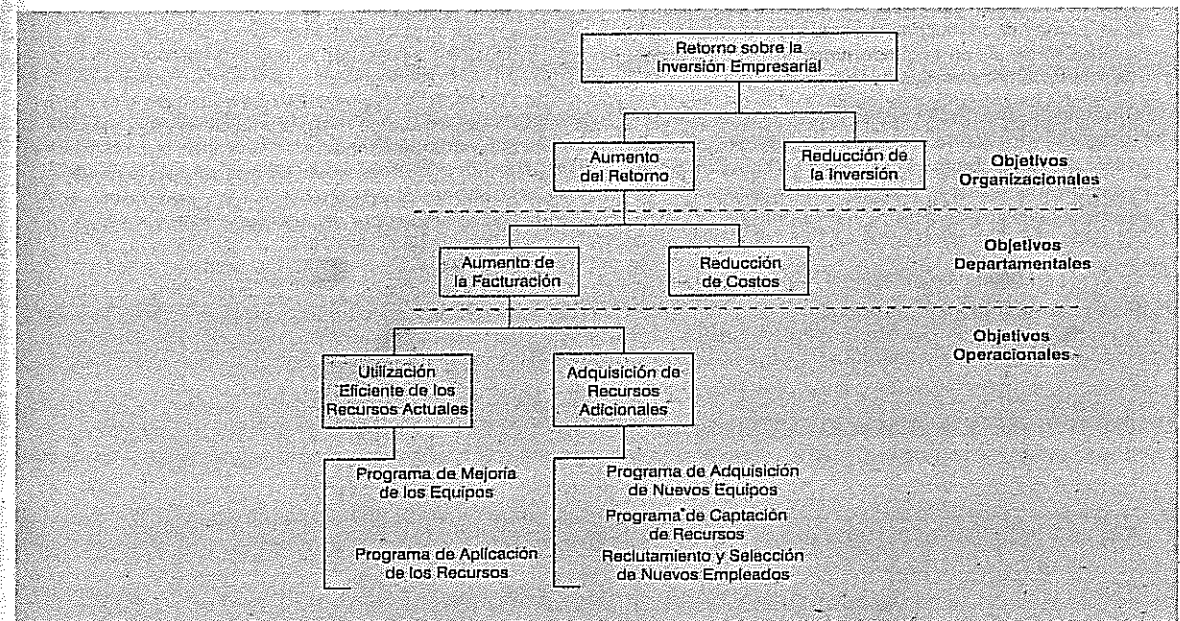 Retorno sobre la
Inversión Empresarial
Aumento
del Retorno
Reducción de
la Inversión
Objetivos
Organizacionales
Aumento de
la Facturación
Reducción
de Costos
Objetivos
Departamentales
Objetivos
Operacionales
Utilización
Eficiente de los
Recursos Actuales
Adquisición de
Recursos
Adicionales
Programa de Mejoría
de los Equipos
Programa de Aplicación
de los Recursos
Programa de Adquisición
de Nuevos Equipos
Programa de Captación
de Recursos
Reclutamiento y Selección
de Nuevos Empleados